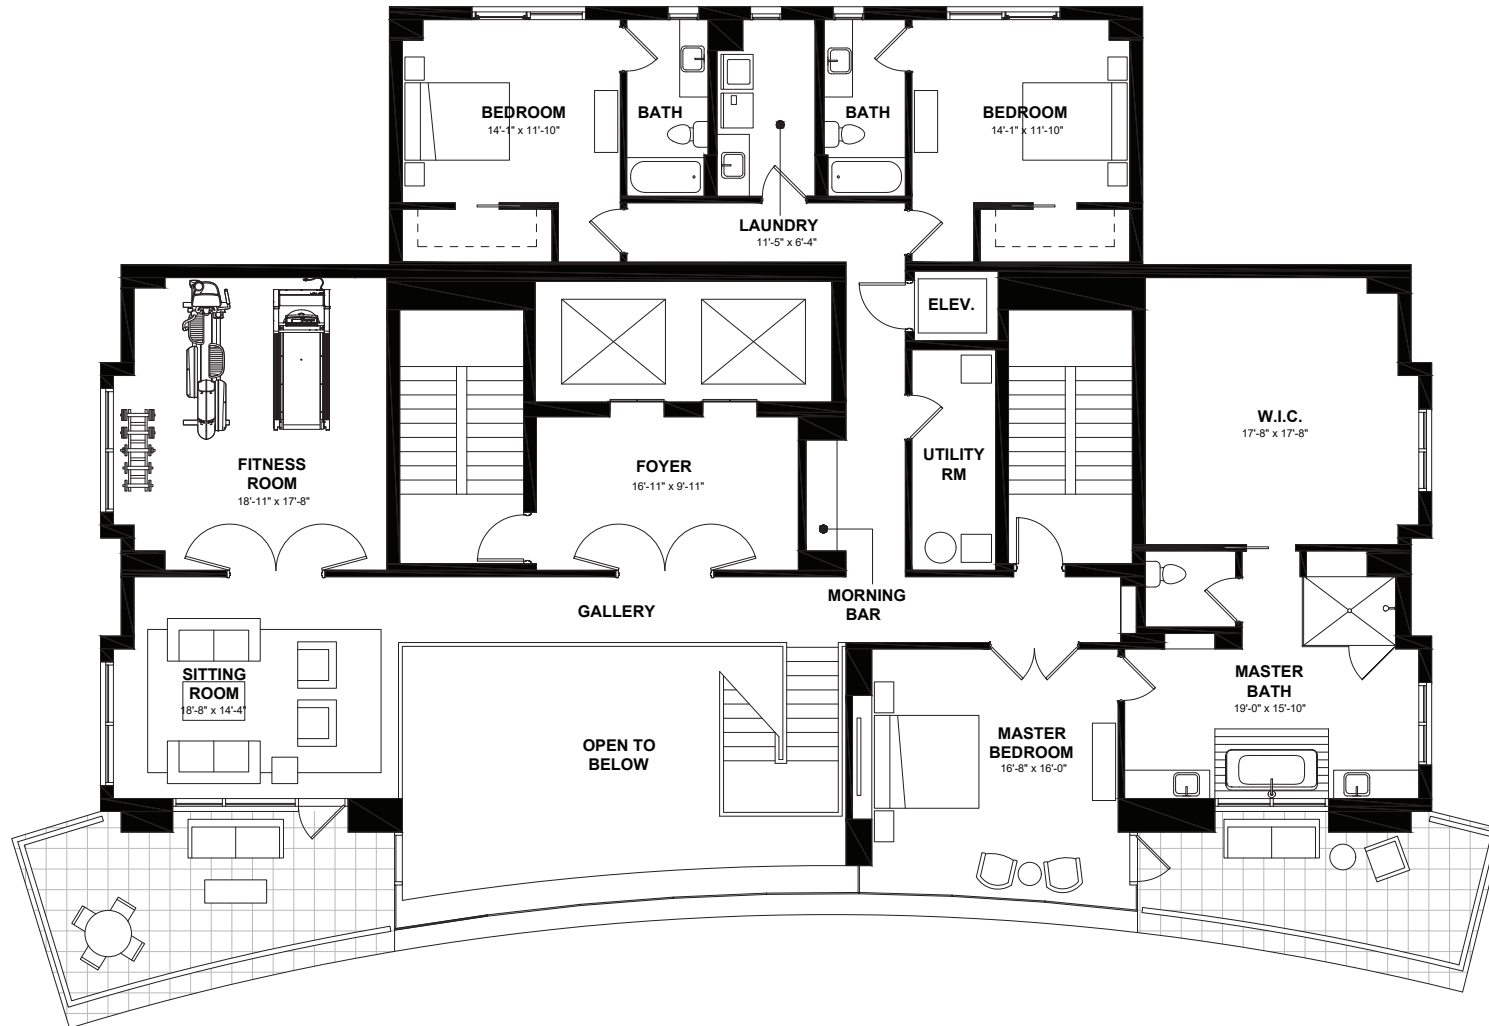 BEDROOM
14'-1" x 11'-10"
BATH
BATH
BEDROOM
14'-1" x 11'-10"
LAUNDRY
11'-5" x 6'-4"
ELEV.
FITNESS
ROOM
18'-11" x 17'-8"
FOYER
16'-11" x 9'-11"
UTILITY
RM
W.I.C.
17'-8" x 17'-8"
GALLERY
MORNING
BAR
SITTING
ROOM
18'-8" x 14'-4"
OPEN TO
BELOW
MASTER
BEDROOM
16'-8" x 16'-0"
MASTER
BATH
19'-0" x 15'-10"